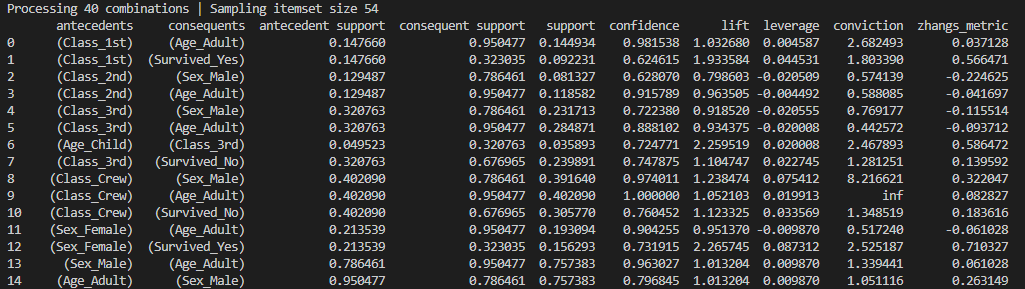 Processing 40 combinations | Sampling itemset size 54
antecedents consequents antecedent support consequent support support confidence lift leverage conviction zhangs_metric
0 (Class_1st) (Age_Adult) 0.147660 0.950477 0.144934 0.981538 1.032680 0.004587 2.682493 0.037128
1 (Class_1st) (Survived_Yes) 0.147660 0.323035 0.092231 0.624615 1.933584 0.044531 1.803390 0.566471
2 (Class_2nd) (Sex_Male) 0.129487 0.786461 0.081327 0.628070 0.798603 -0.020509 0.574139 -0.224625
3 (Class_2nd) (Age_Adult) 0.129487 0.950477 0.118582 0.915789 0.963505 -0.004492 0.588085 -0.041697
4 (Class_3rd) (Sex_Male) 0.320763 0.786461 0.231713 0.722380 0.918520 -0.020555 0.769177 -0.115514
5 (Class_3rd) (Age_Adult) 0.320763 0.950477 0.284871 0.888102 0.934375 -0.020008 0.442572 -0.093712
6 (Age_Child) (Class_3rd) 0.049523 0.320763 0.035893 0.724771 2.259519 0.020008 2.467893 0.586472
7 (Class_3rd) (Survived_No) 0.320763 0.676965 0.239891 0.747875 1.104747 0.022745 1.281251 0.139592
8 (Class_Crew) (Sex_Male) 0.402090 0.786461 0.391640 0.974011 1.238474 0.075412 8.216621 0.322047
9 (Class_Crew) (Age_Adult) 0.402090 0.950477 0.402090 1.000000 1.052103 0.019913 inf 0.082827
10 (Class_Crew) (Survived_No) 0.402090 0.676965 0.305770 0.760452 1.123325 0.033569 1.348519 0.183616
11 (Sex_Female) (Age_Adult) 0.213539 0.950477 0.193094 0.904255 0.951370 -0.009870 0.517240 -0.061028
12 (Sex_Female) (Survived_Yes) 0.213539 0.323035 0.156293 0.731915 2.265745 0.087312 2.525187 0.710327
13 (Sex_Male) (Age_Adult) 0.786461 0.950477 0.757383 0.963027 1.013204 0.009870 1.339441 0.061028
14 (Age_Adult) (Sex_Male) 0.950477 0.786461 0.757383 0.796845 1.013204 0.009870 1.051116 0.263149